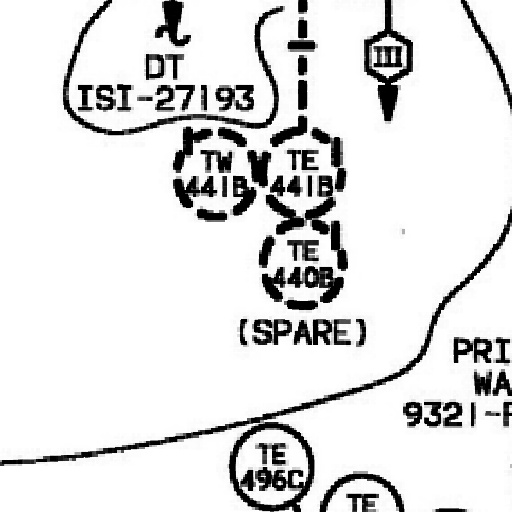 III
DT
ISI-27193
TW
441B
TE
441B
TE
440B
(SPARE)
PRI
WA
9321-F
TE
496C
TE